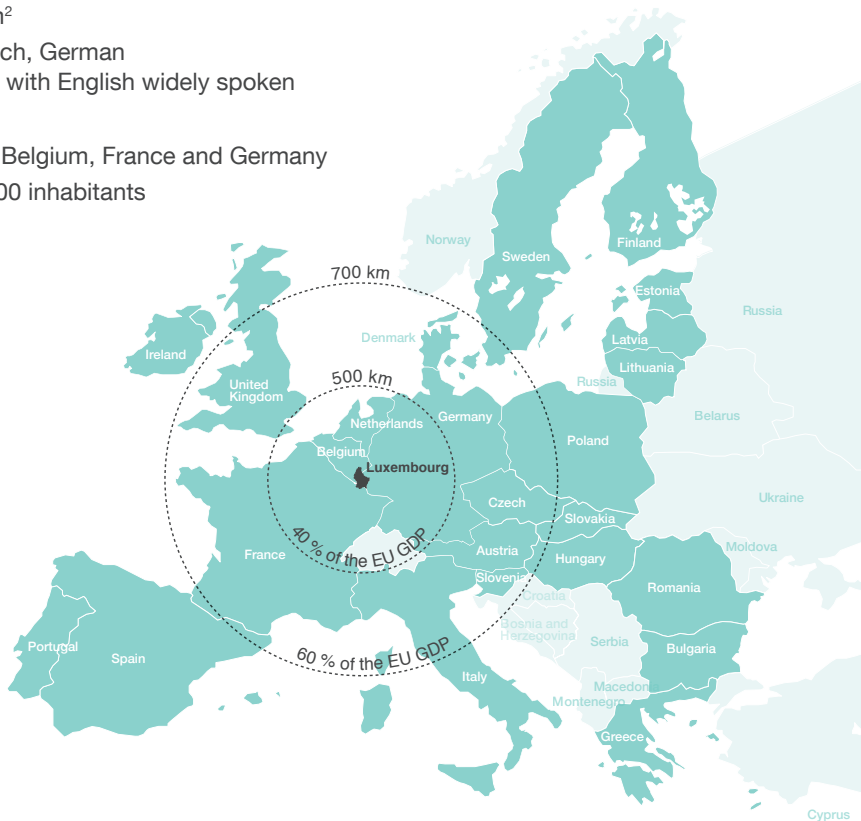 m²
ch, German
with English widely spoken
Belgium, France and Germany
00 inhabitants
Norway
Sweden
Finland
700 km
Estonia
Russia
Denmark
Latvia
Ireland
500 km
Lithuania
Russia
United
Kingdom
Netherlands
Germany
Belarus
Poland
Belgium
Luxembourg
Ukraine
Czech
Slovakia
40 % of the EU GDP
Moldova
France
Austria
Hungary
Slovenia
Romania
Croatia
Bosnia and
Herzegovina
Serbia
Portugal
Spain
60 % of the EU GDP
Bulgaria
Italy
Macedon
Montenegro
Greece
Cyprus